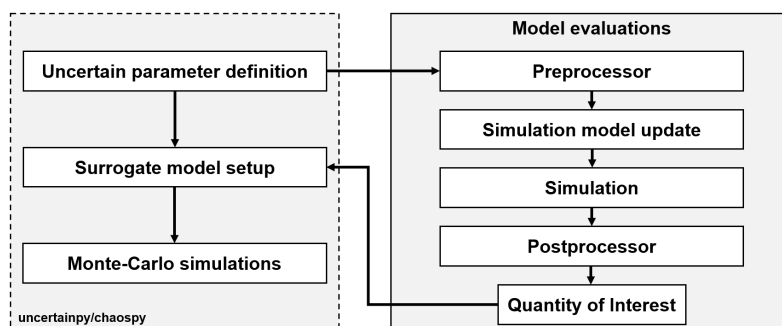 Uncertain parameter definition
Surrogate model setup
Monte-Carlo simulations
uncertainpy/chaospy
Model evaluations
Preprocessor
Simulation model update
Simulation
Postprocessor
Quantity of Interest